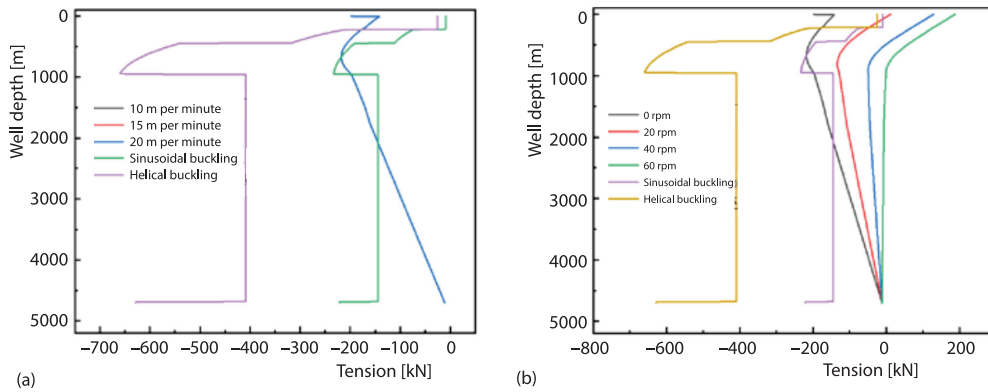 0
1000
2000
3000
4000
5000
Well depth [m]
10 m per minute
15 m per minute
20 m per minute
Sinusoidal buckling
Helical buckling
–700 –600 –500 –400 –300 –200 –100 0
Tension [kN]
(a)
0
1000
2000
3000
4000
5000
Well depth [m]
0 rpm
20 rpm
40 rpm
60 rpm
Sinusoidal buckling
Helical buckling
–800 –600 –400 –200 0 200
Tension [kN]
(b)